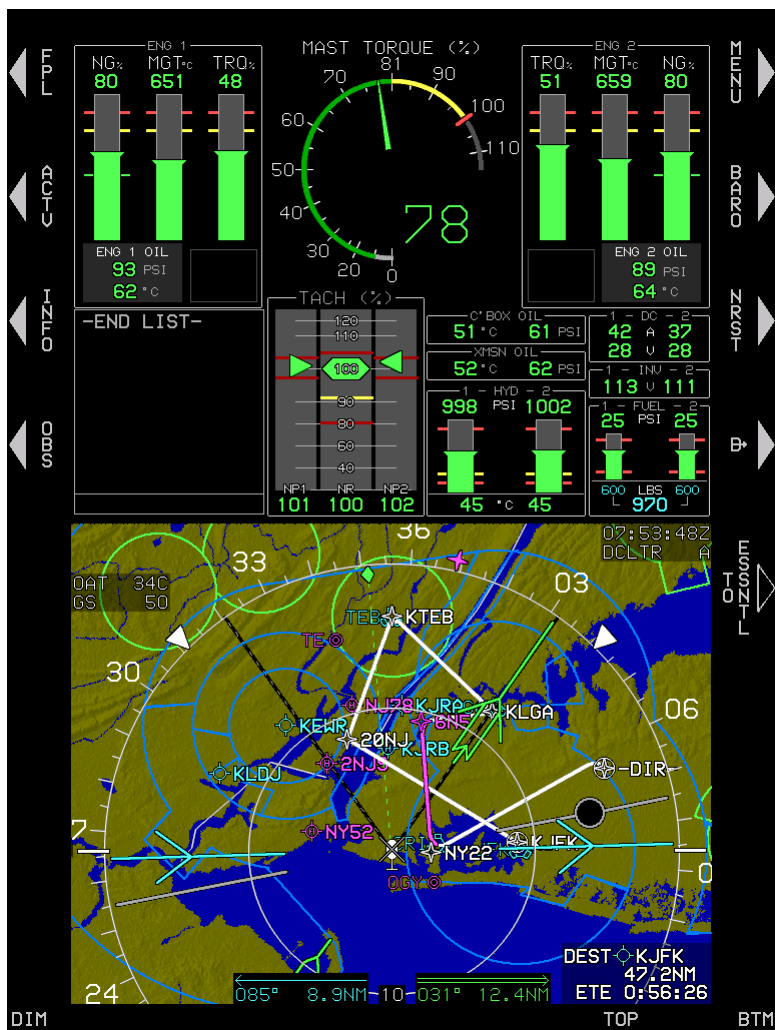 FPL
ACTV
INFO
OBS
MENU
BARO
NRST
ESSNTL
TO
ENG 1
NG% MGT°C TRQ%
80 651 48
ENG 1 OIL
93 PSI
62 °C
MAST TORQUE (%)
0
20
30
40
50
60
70
81
90
100
110
78
ENG 2
TRQ% MGT°C NG%
51 659 80
ENG 2 OIL
89 PSI
64 °C
-END LIST-
TACH (%)
120
110
100
90
80
60
40
NP1 NR NP2
101 100 102
C'BOX OIL
51 °C 61 PSI
XMSN OIL
52 °C 62 PSI
1 - HYD - 2
998 PSI 1002
45 °C 45
1 - DC - 2
42 A 37
28 V 28
1 - INV - 2
113 V 111
1 - FUEL - 2
25 PSI 25
600 LBS 600
970
07:53:48Z
DCLTR A
OAT 34C
GS 50
36
33
03
30
06
24
TEB
KTEB
TE
NJ78
KJRA
6N5
KLGA
KEWR
20NJ
KJRB
2NJ9
KLDJ
-DIR-
NY52
NY22
KJFK
DEST KJFK
47.2NM
ETE 0:56:26
085° 8.9NM -10- 031° 12.4NM
DIM TOP BTM